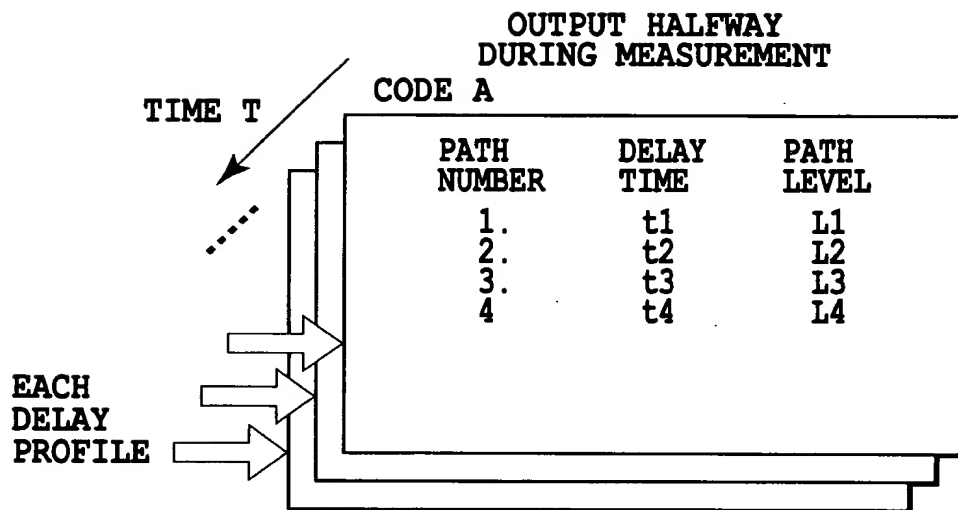 OUTPUT HALFWAY
DURING MEASUREMENT
TIME T
CODE A
PATH NUMBER DELAY TIME PATH LEVEL
1. t1 L1
2. t2 L2
3. t3 L3
4 t4 L4
EACH
DELAY
PROFILE